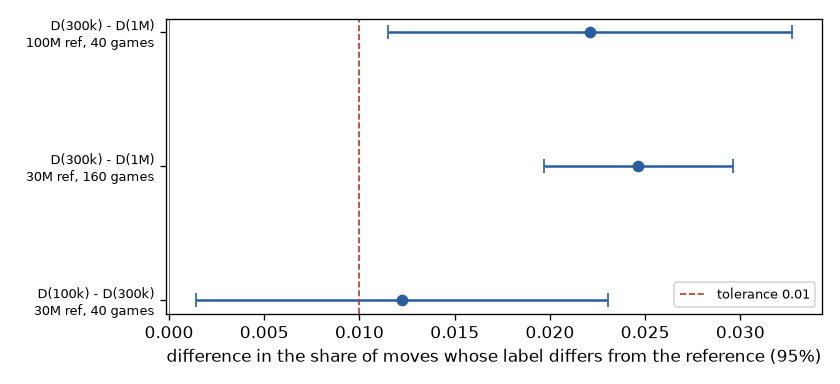 D(300k) - D(1M)
100M ref, 40 games
D(300k) - D(1M)
30M ref, 160 games
D(100k) - D(300k)
30M ref, 40 games
tolerance 0.01
0.000 0.005 0.010 0.015 0.020 0.025 0.030
difference in the share of moves whose label differs from the reference (95%)